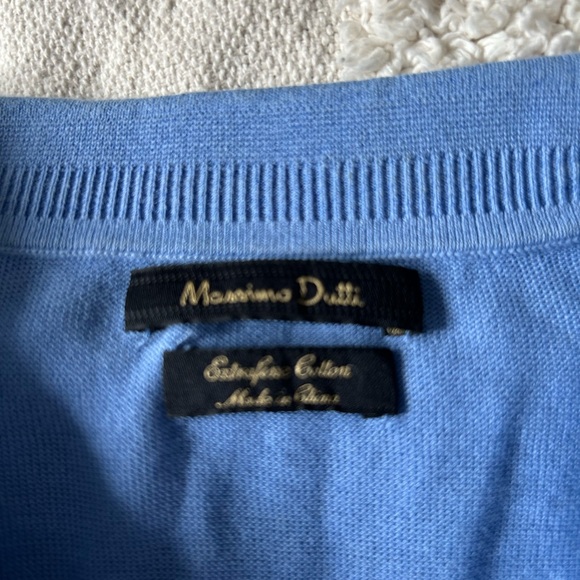 Massimo Dutti
Extrafine Cotton
Made in China